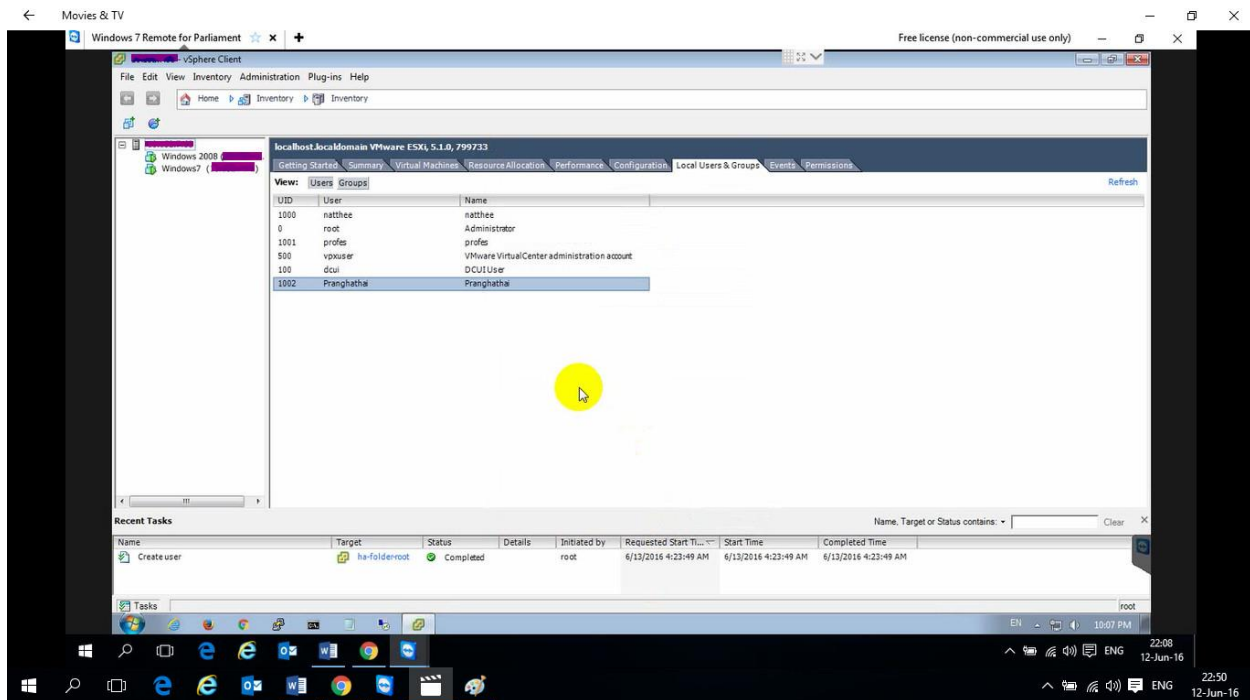 Movies & TV
Windows 7 Remote for Parliament
Free license (non-commercial use only)
- vSphere Client
File Edit View Inventory Administration Plug-ins Help
Home Inventory Inventory
Windows 2008 (
Windows7 ( )
localhost.localdomain VMware ESXi, 5.1.0, 799733
Getting Started Summary Virtual Machines Resource Allocation Performance Configuration Local Users & Groups Events Permissions
View: Users Groups Refresh
UID User Name
1000 natthee natthee
0 root Administrator
1001 profes profes
500 vpxuser VMware VirtualCenter administration account
100 dcui DCUI User
1002 Pranghathai Pranghathai
Recent Tasks Name, Target or Status contains: Clear
Name Target Status Details Initiated by Requested Start Ti... Start Time Completed Time
Create user ha-folder-root Completed root 6/13/2016 4:23:49 AM 6/13/2016 4:23:49 AM 6/13/2016 4:23:49 AM
Tasks root
EN 10:07 PM
ENG 22:08
12-Jun-16
ENG 22:50
12-Jun-16